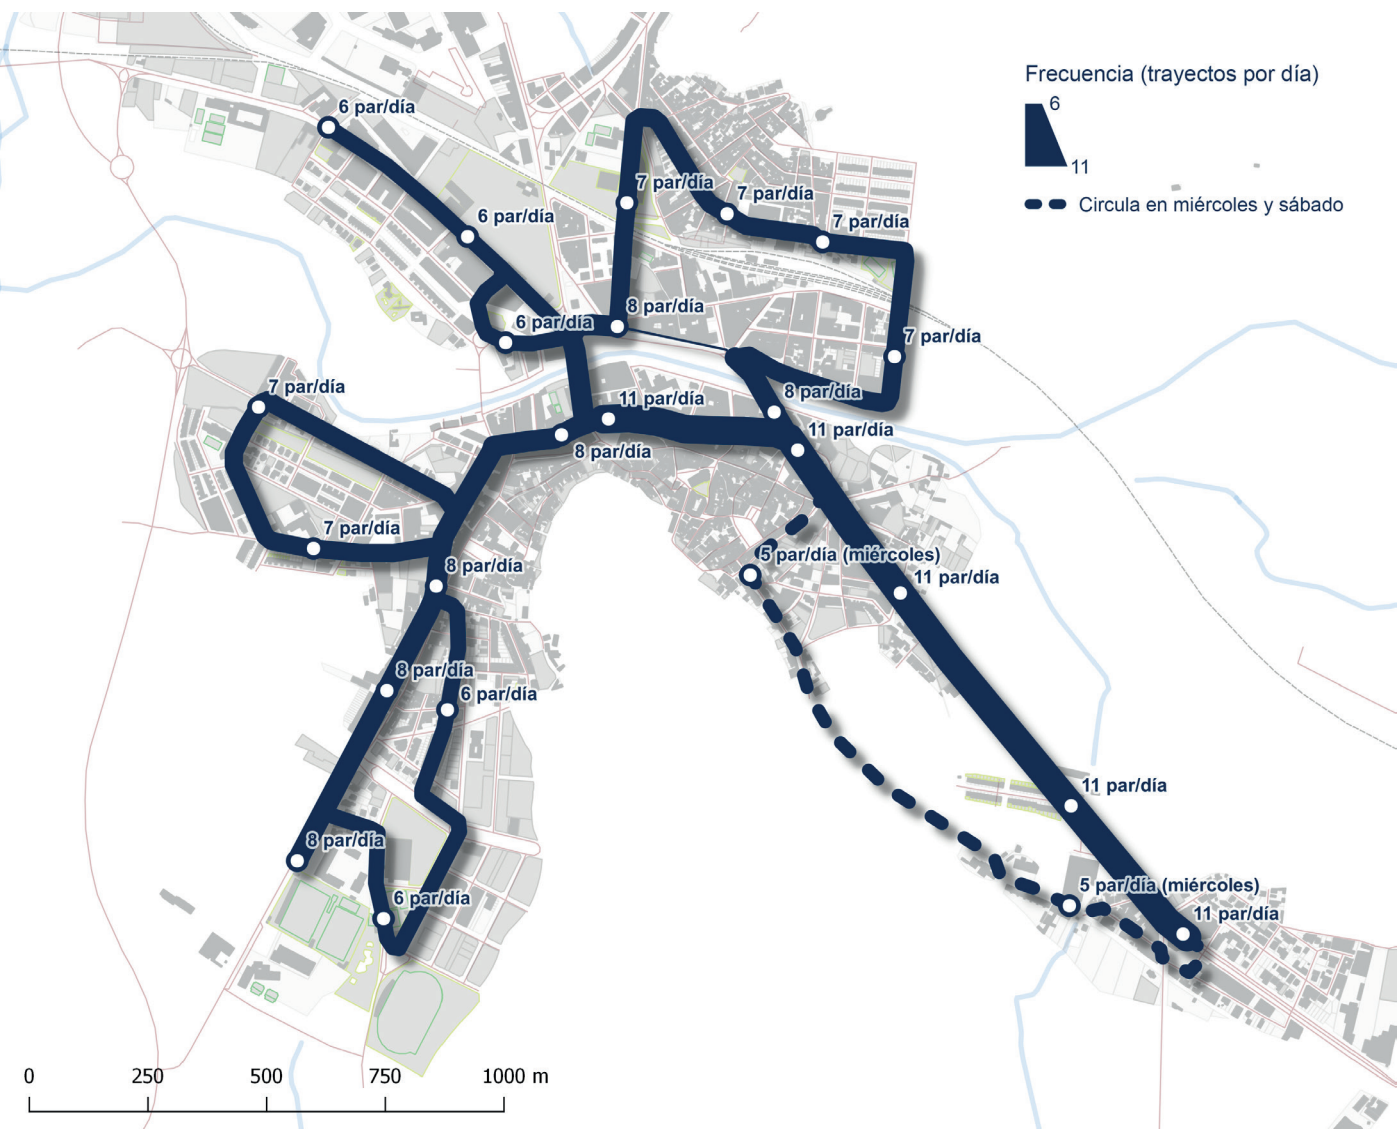 Frecuencia (trayectos por día)
6
11
Circula en miércoles y sábado
6 par/día
6 par/día
6 par/día
7 par/día
7 par/día
7 par/día
8 par/día
7 par/día
8 par/día
7 par/día
11 par/día
11 par/día
8 par/día
7 par/día
8 par/día
5 par/día (miércoles)
11 par/día
8 par/día
6 par/día
11 par/día
8 par/día
6 par/día
5 par/día (miércoles)
11 par/día
0 250 500 750 1000 m